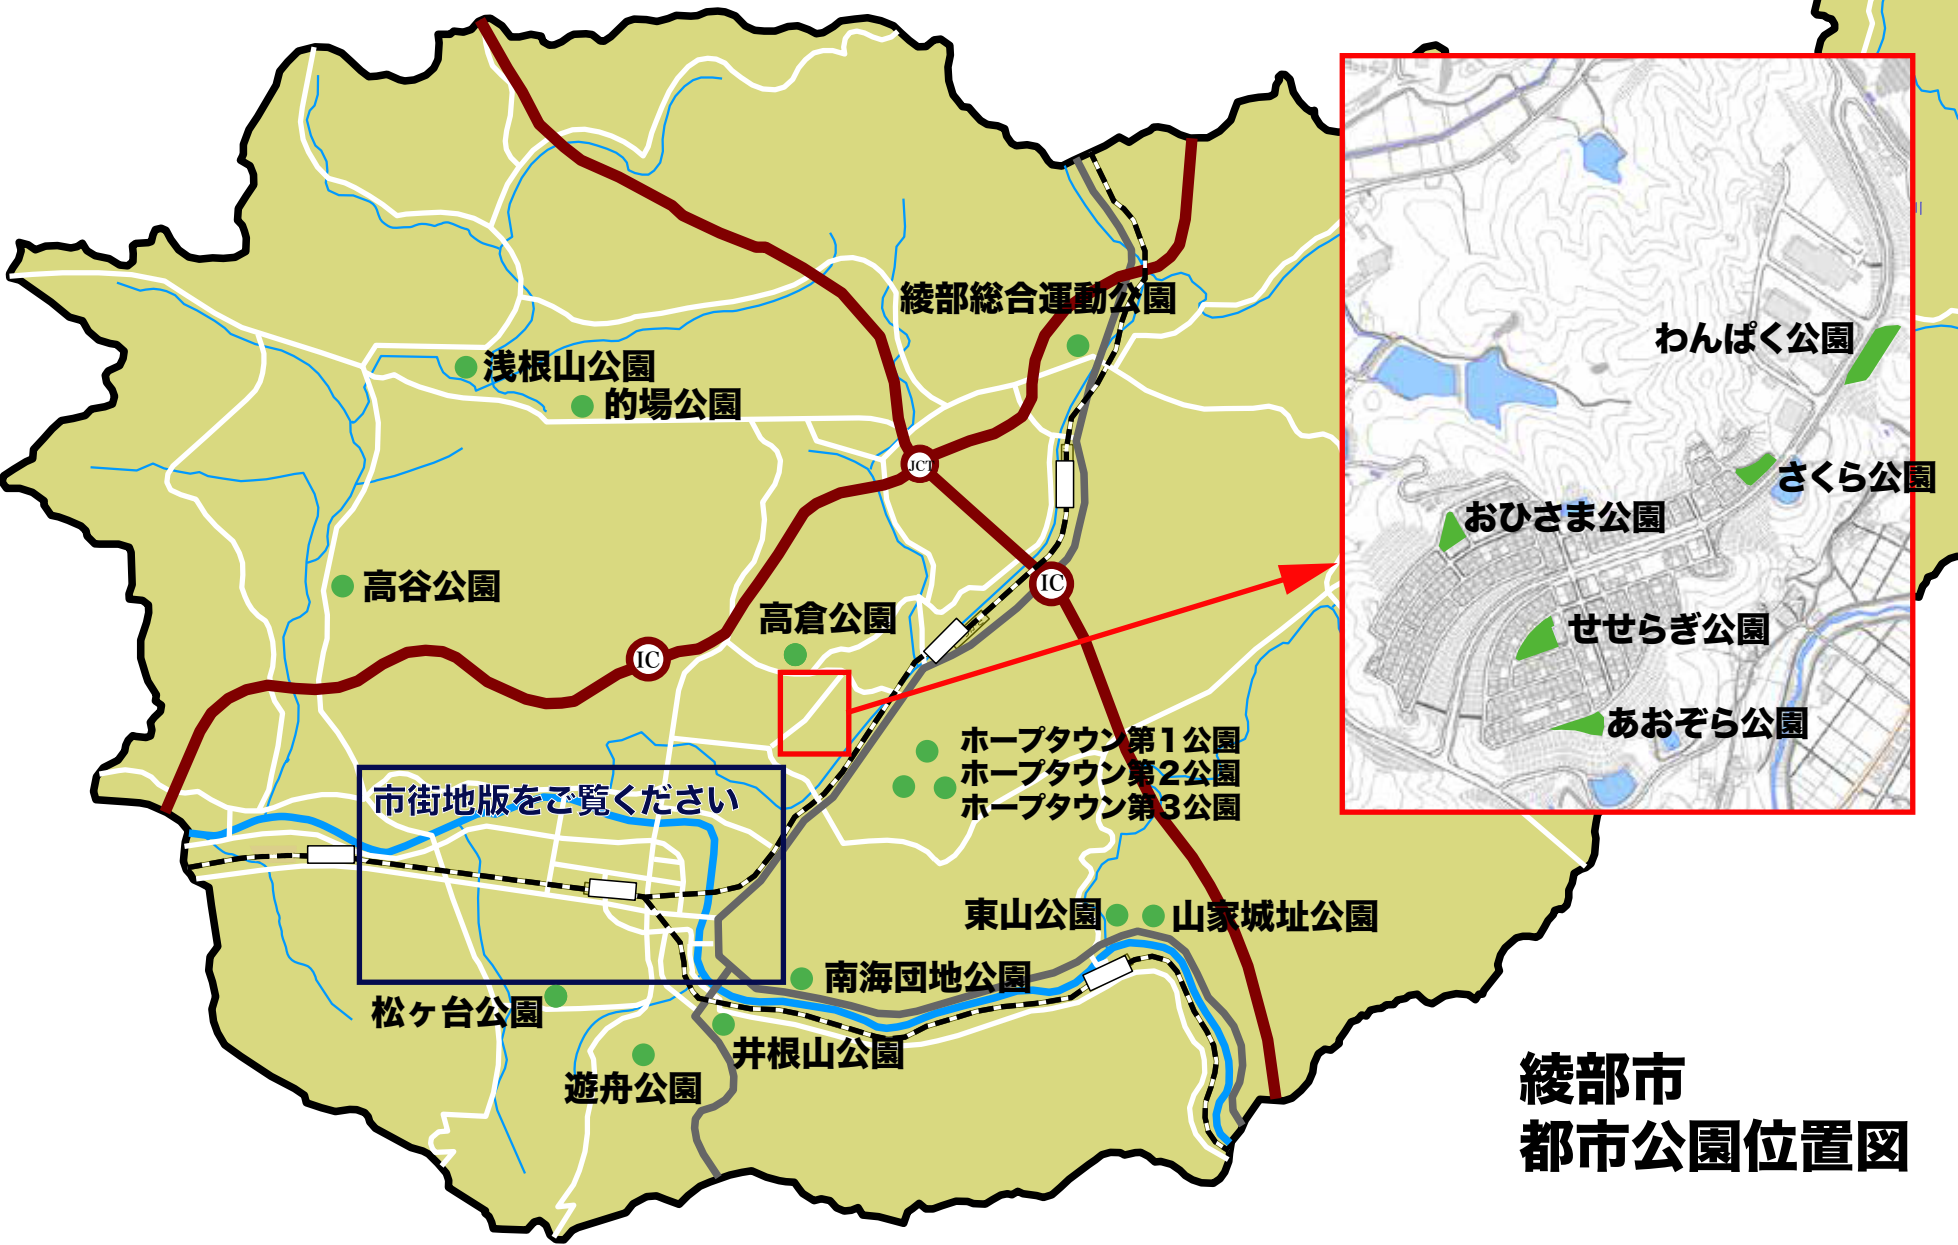 綾部総合運動公園
浅根山公園
的場公園
JCT
高谷公園
IC
高倉公園
IC
ホープタウン第1公園
ホープタウン第2公園
ホープタウン第3公園
市街地版をご覧ください
東山公園
山家城址公園
南海団地公園
松ヶ台公園
井根山公園
遊舟公園
わんぱく公園
さくら公園
おひさま公園
せせらぎ公園
あおぞら公園
綾部市
都市公園位置図